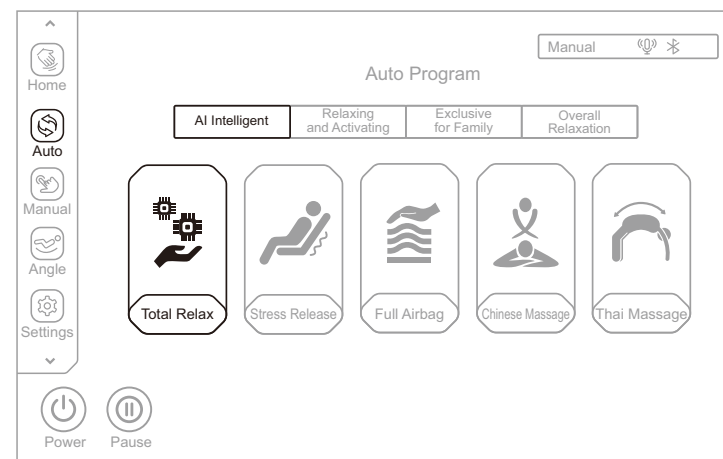 Manual
Auto Program
Home
Auto
Manual
Angle
Settings
AI Intelligent
Relaxing
and Activating
Exclusive
for Family
Overall
Relaxation
Total Relax
Stress Release
Full Airbag
Chinese Massage
Thai Massage
Power
Pause